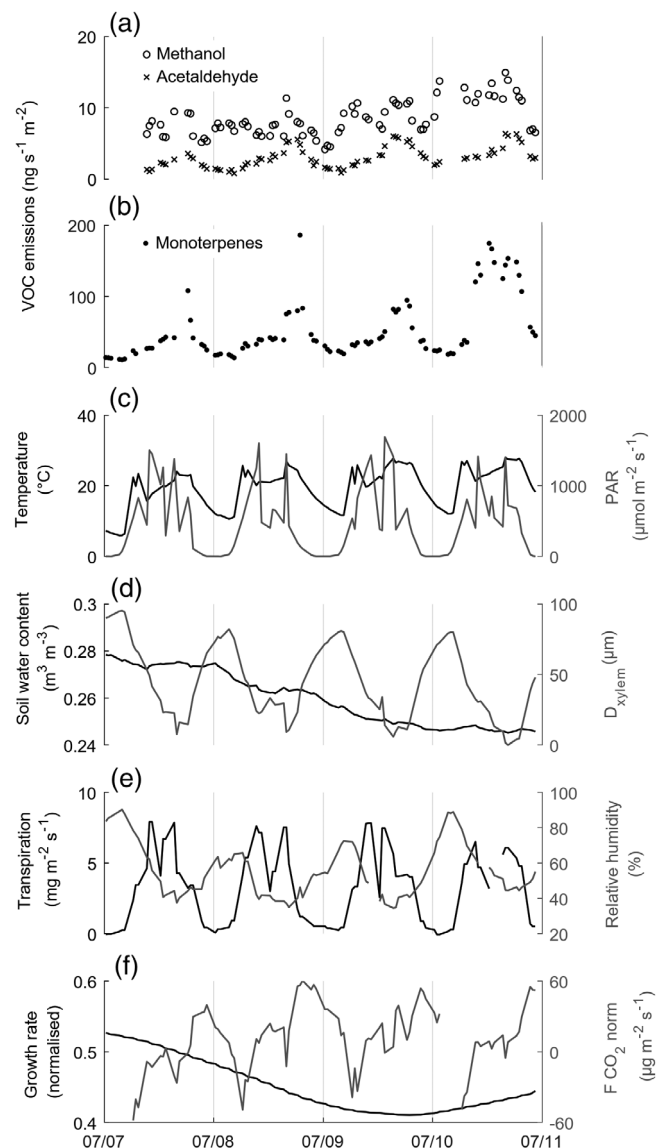 (a)
20
Methanol
Acetaldehyde
10
0
VOC emissions (ng s⁻¹ m⁻²)
(b)
200
Monoterpenes
100
0
(c)
40
20
0
Temperature
(°C)
2000
1000
0
PAR
(µmol m⁻² s⁻¹)
(d)
0.3
0.28
0.26
0.24
Soil water content
(m³ m⁻³)
100
50
0
D_xylem (µm)
(e)
10
5
0
Transpiration
(mg m⁻² s⁻¹)
100
80
60
40
20
Relative humidity
(%)
(f)
0.6
0.5
0.4
Growth rate
(normalised)
60
0
-60
F CO₂ norm
(µg m⁻² s⁻¹)
07/07 07/08 07/09 07/10 07/11